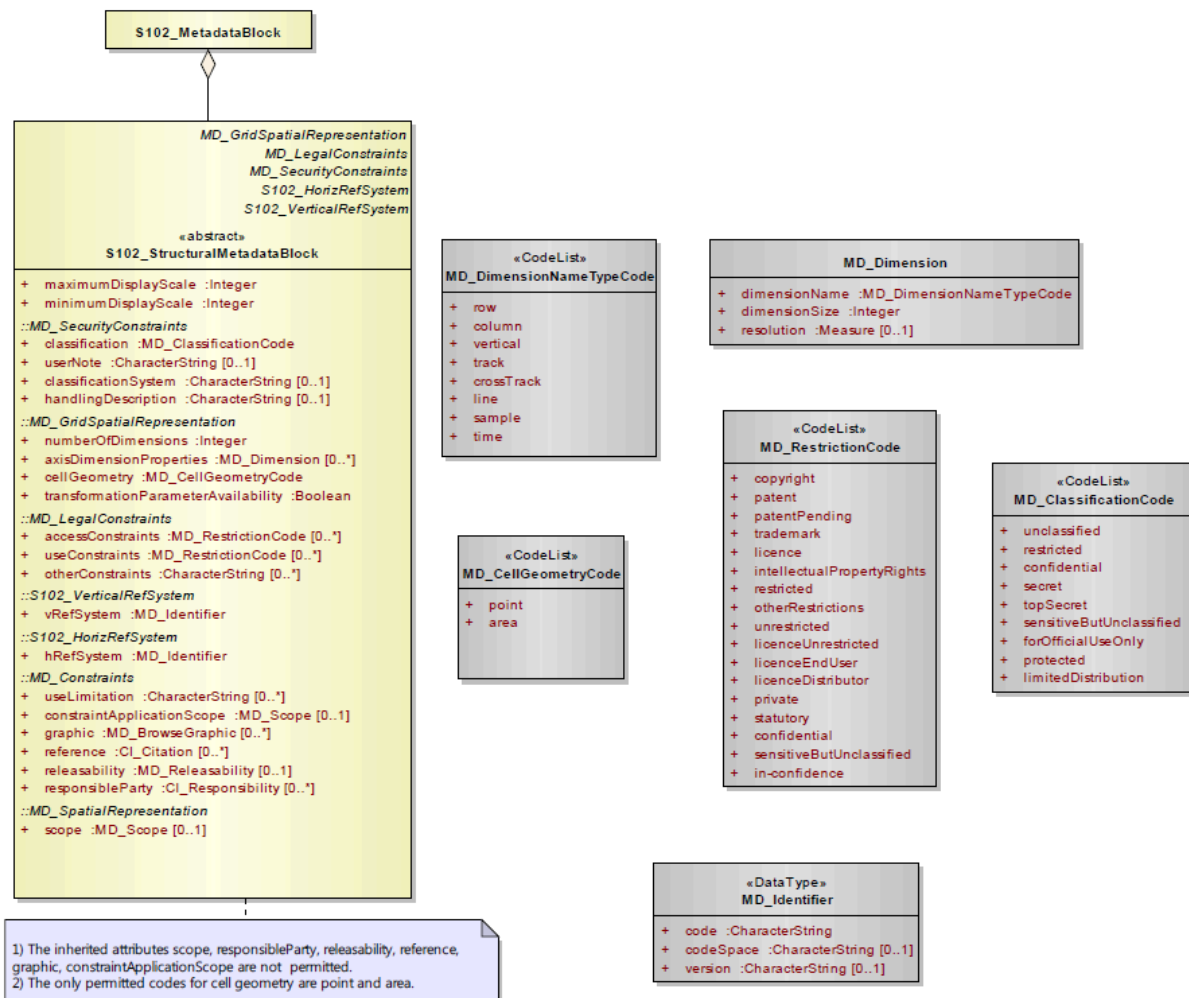 S102_MetadataBlock
MD_GridSpatialRepresentation
MD_LegalConstraints
MD_SecurityConstraints
S102_HorizRefSystem
S102_VerticalRefSystem
«abstract»
S102_StructuralMetadataBlock
+ maximumDisplayScale :Integer
+ minimumDisplayScale :Integer
::MD_SecurityConstraints
+ classification :MD_ClassificationCode
+ userNote :CharacterString [0..1]
+ classificationSystem :CharacterString [0..1]
+ handlingDescription :CharacterString [0..1]
::MD_GridSpatialRepresentation
+ numberOfDimensions :Integer
+ axisDimensionProperties :MD_Dimension [0..*]
+ cellGeometry :MD_CellGeometryCode
+ transformationParameterAvailability :Boolean
::MD_LegalConstraints
+ accessConstraints :MD_RestrictionCode [0..*]
+ useConstraints :MD_RestrictionCode [0..*]
+ otherConstraints :CharacterString [0..*]
::S102_VerticalRefSystem
+ vRefSystem :MD_Identifier
::S102_HorizRefSystem
+ hRefSystem :MD_Identifier
::MD_Constraints
+ useLimitation :CharacterString [0..*]
+ constraintApplicationScope :MD_Scope [0..1]
+ graphic :MD_BrowseGraphic [0..*]
+ reference :CI_Citation [0..*]
+ releasability :MD_Releasability [0..1]
+ responsibleParty :CI_Responsibility [0..*]
::MD_SpatialRepresentation
+ scope :MD_Scope [0..1]
1) The inherited attributes scope, responsibleParty, releasability, reference,
graphic, constraintApplicationScope are not permitted.
2) The only permitted codes for cell geometry are point and area.
«CodeList»
MD_DimensionNameTypeCode
+ row
+ column
+ vertical
+ track
+ crossTrack
+ line
+ sample
+ time
«CodeList»
MD_CellGeometryCode
+ point
+ area
MD_Dimension
+ dimensionName :MD_DimensionNameTypeCode
+ dimensionSize :Integer
+ resolution :Measure [0..1]
«CodeList»
MD_RestrictionCode
+ copyright
+ patent
+ patentPending
+ trademark
+ licence
+ intellectualPropertyRights
+ restricted
+ otherRestrictions
+ unrestricted
+ licenceUnrestricted
+ licenceEndUser
+ licenceDistributor
+ private
+ statutory
+ confidential
+ sensitiveButUnclassified
+ in-confidence
«CodeList»
MD_ClassificationCode
+ unclassified
+ restricted
+ confidential
+ secret
+ topSecret
+ sensitiveButUnclassified
+ forOfficialUseOnly
+ protected
+ limitedDistribution
«DataType»
MD_Identifier
+ code :CharacterString
+ codeSpace :CharacterString [0..1]
+ version :CharacterString [0..1]